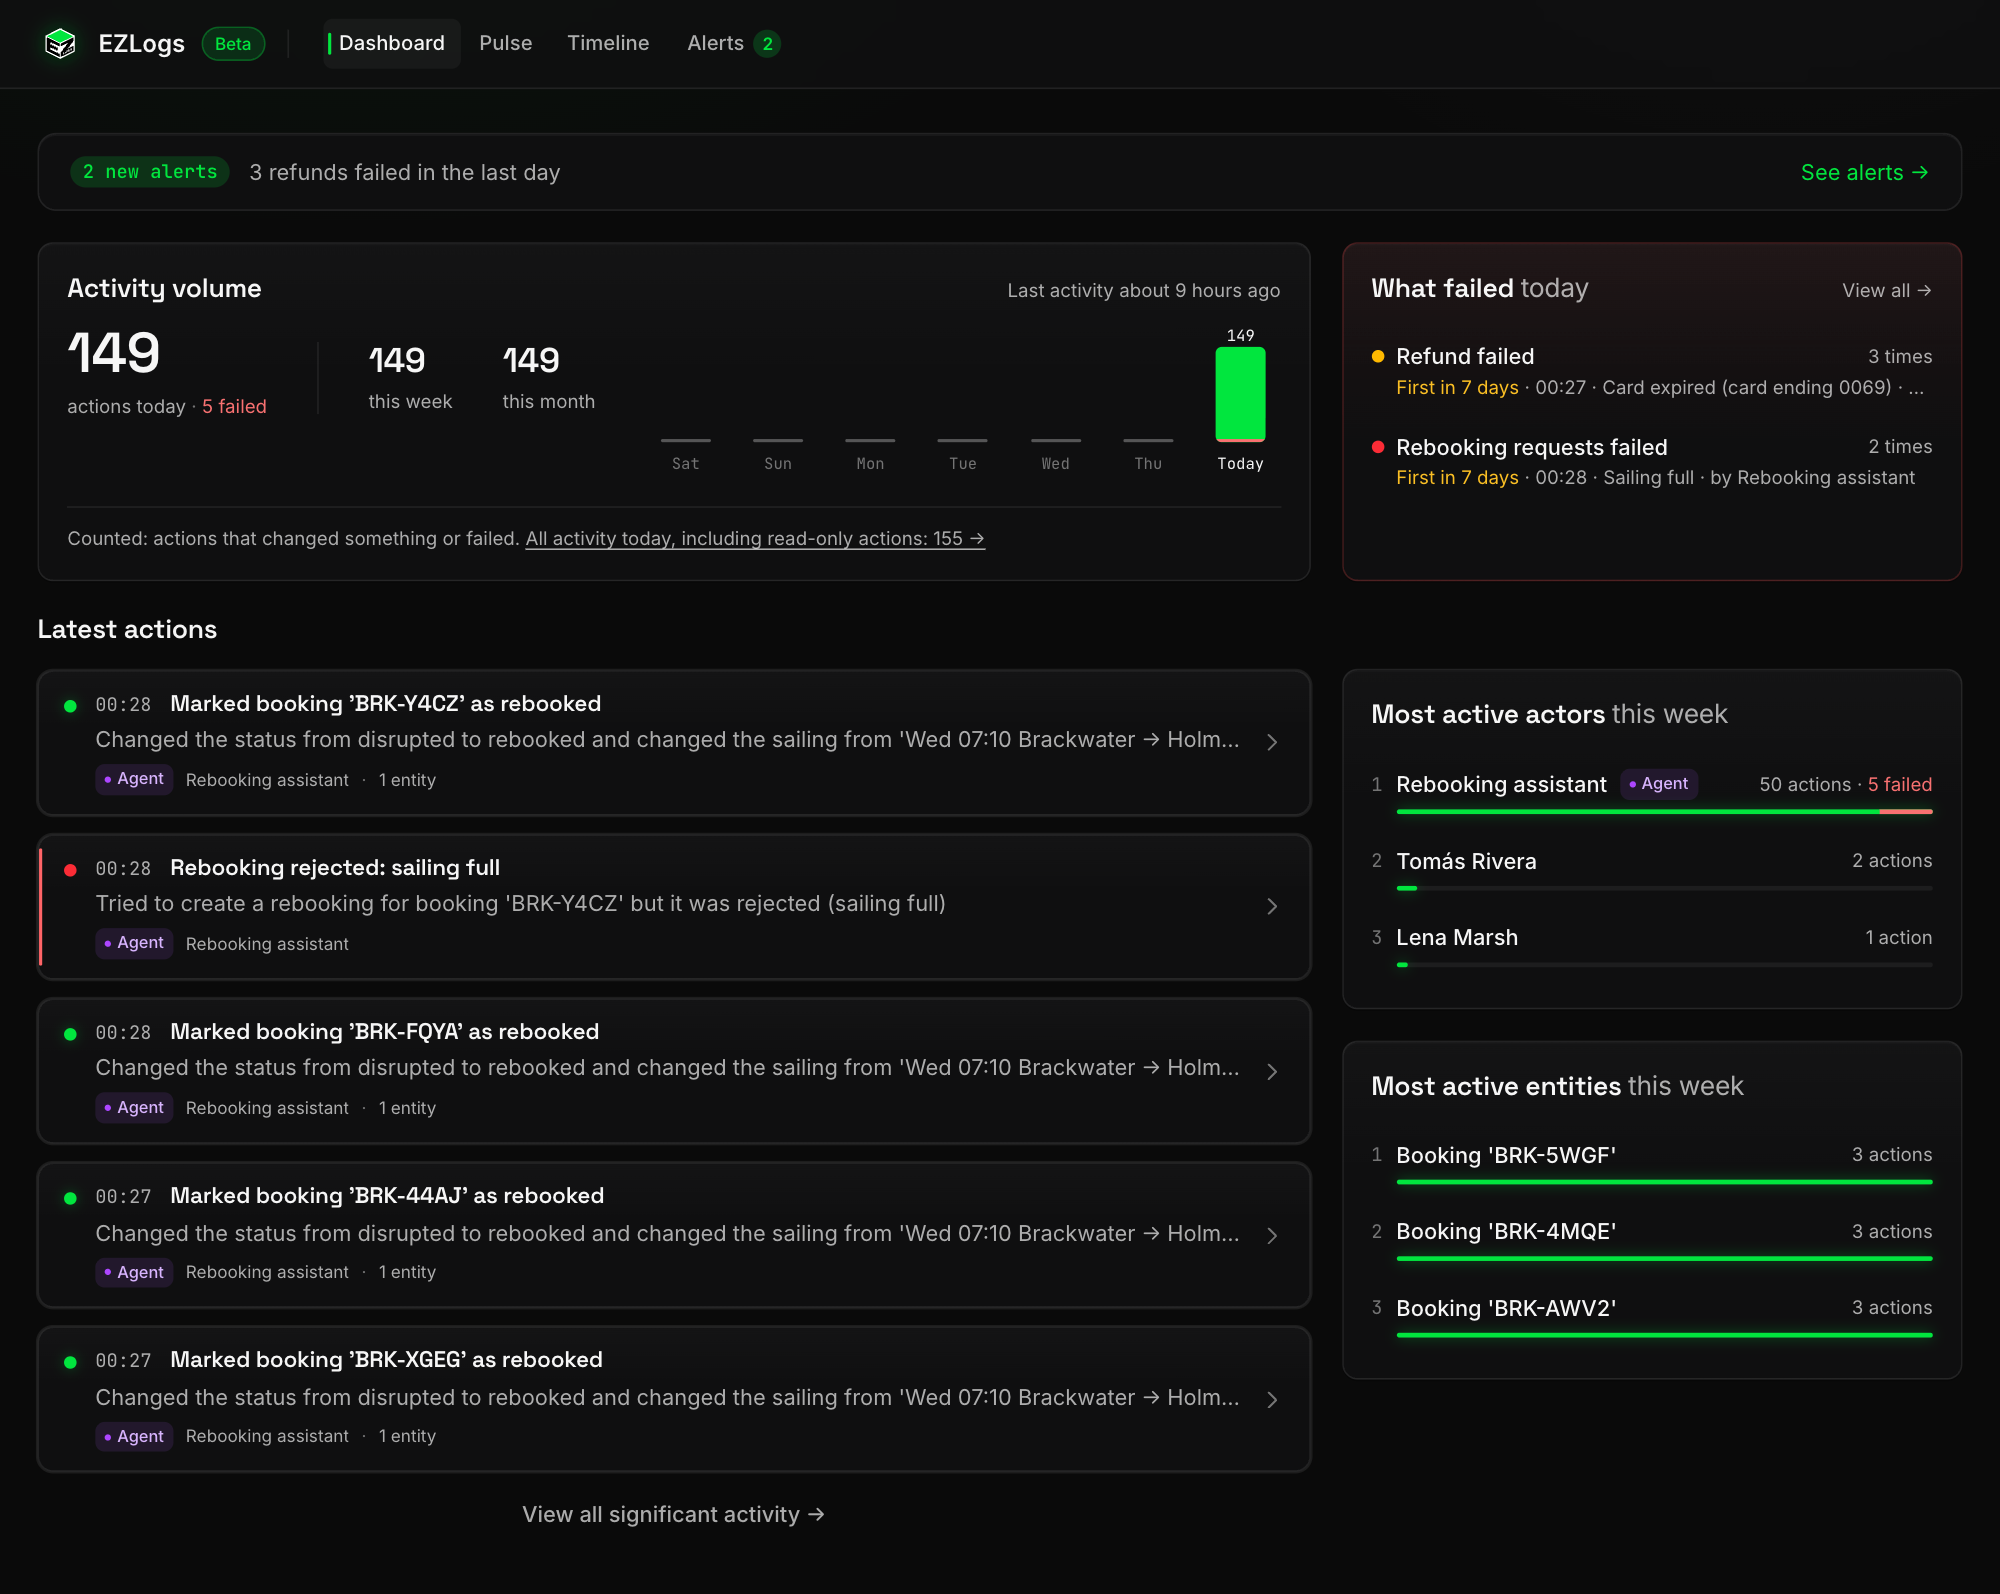 EZLogs Beta Dashboard Pulse Timeline Alerts 2
2 new alerts 3 refunds failed in the last day See alerts →
Activity volume Last activity about 9 hours ago
149
actions today · 5 failed
149
this week
149
this month
149
Sat Sun Mon Tue Wed Thu Today
Counted: actions that changed something or failed. All activity today, including read-only actions: 155 →
What failed today View all →
Refund failed 3 times
First in 7 days · 00:27 · Card expired (card ending 0069) · ...
Rebooking requests failed 2 times
First in 7 days · 00:28 · Sailing full · by Rebooking assistant
Latest actions
00:28 Marked booking 'BRK-Y4CZ' as rebooked
Changed the status from disrupted to rebooked and changed the sailing from 'Wed 07:10 Brackwater → Holm...
Agent Rebooking assistant · 1 entity
00:28 Rebooking rejected: sailing full
Tried to create a rebooking for booking 'BRK-Y4CZ' but it was rejected (sailing full)
Agent Rebooking assistant
00:28 Marked booking 'BRK-FQYA' as rebooked
Changed the status from disrupted to rebooked and changed the sailing from 'Wed 07:10 Brackwater → Holm...
Agent Rebooking assistant · 1 entity
00:27 Marked booking 'BRK-44AJ' as rebooked
Changed the status from disrupted to rebooked and changed the sailing from 'Wed 07:10 Brackwater → Holm...
Agent Rebooking assistant · 1 entity
00:27 Marked booking 'BRK-XGEG' as rebooked
Changed the status from disrupted to rebooked and changed the sailing from 'Wed 07:10 Brackwater → Holm...
Agent Rebooking assistant · 1 entity
View all significant activity →
Most active actors this week
1 Rebooking assistant Agent 50 actions · 5 failed
2 Tomás Rivera 2 actions
3 Lena Marsh 1 action
Most active entities this week
1 Booking 'BRK-5WGF' 3 actions
2 Booking 'BRK-4MQE' 3 actions
3 Booking 'BRK-AWV2' 3 actions